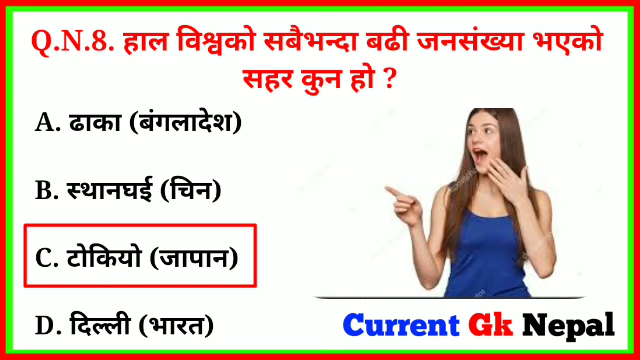 Q.N.8. हाल विश्वको सबैभन्दा बढी जनसंख्या भएको
सहर कुन हो ?
A. ढाका (बंगलादेश)
B. स्थानघई (चिन)
C. टोकियो (जापान)
D. दिल्ली (भारत)
Current Gk Nepal